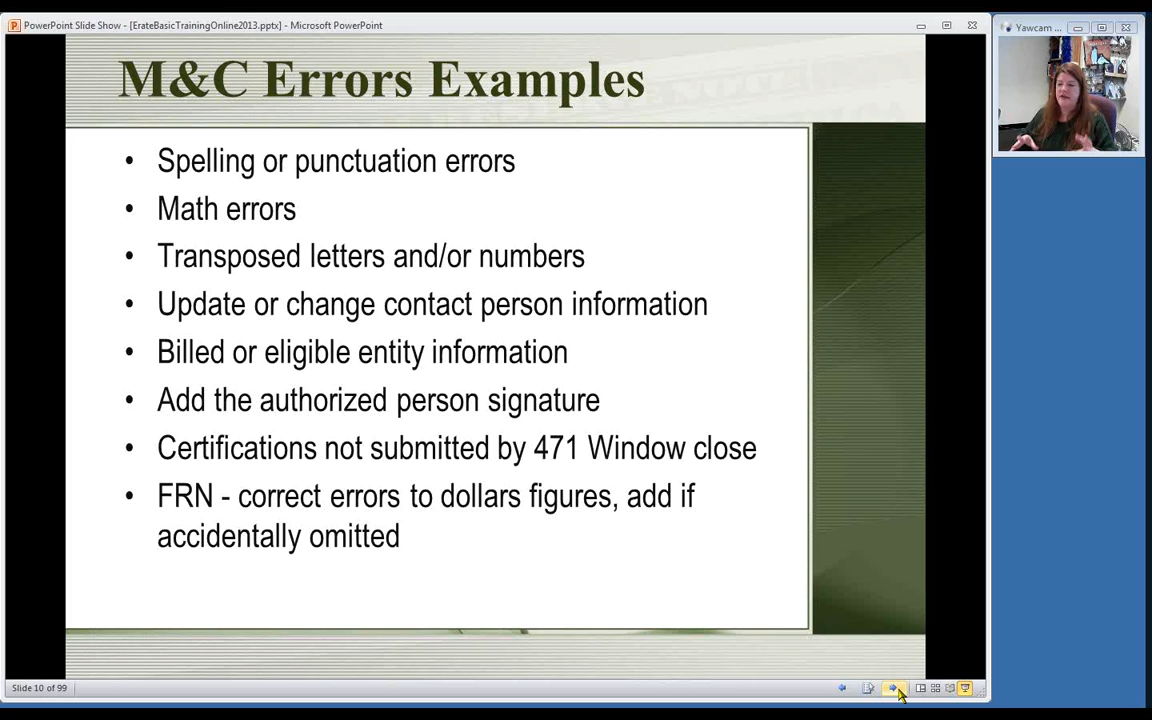 PowerPoint Slide Show - [ErateBasicTrainingOnline2013.pptx] - Microsoft PowerPoint
Yawcam ...
M&C Errors Examples
• Spelling or punctuation errors
• Math errors
• Transposed letters and/or numbers
• Update or change contact person information
• Billed or eligible entity information
• Add the authorized person signature
• Certifications not submitted by 471 Window close
• FRN - correct errors to dollars figures, add if
accidentally omitted
Slide 10 of 99